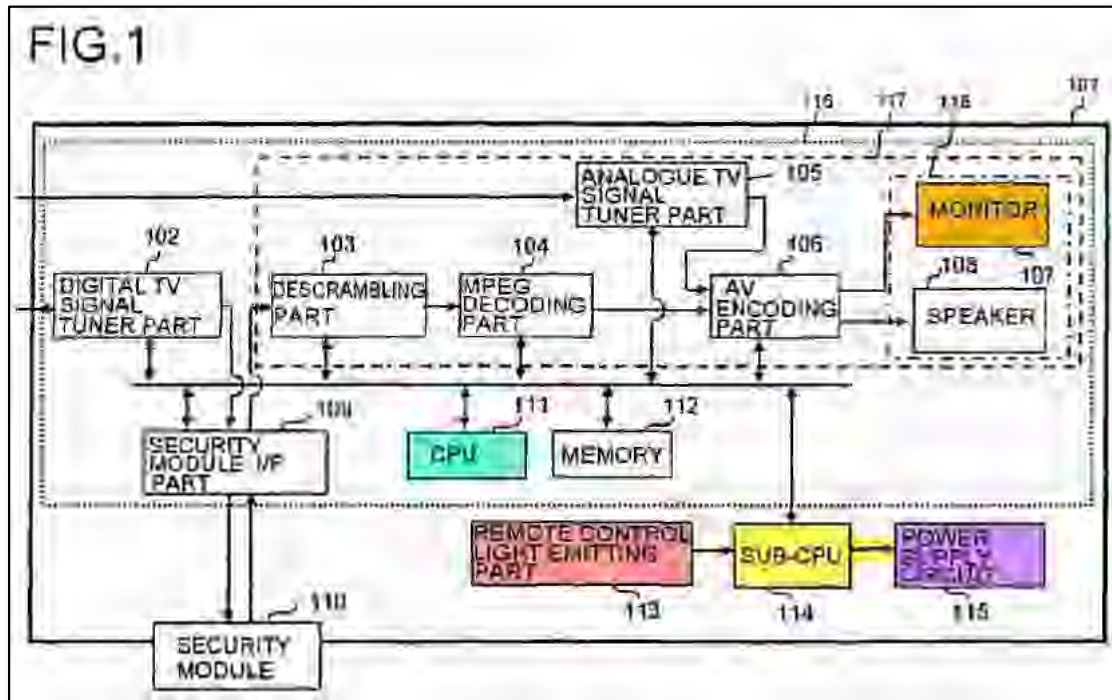 FIG.1
116
117
118
101
ANALOGUE TV
SIGNAL
TUNER PART
105
MONITOR
107
102
DIGITAL TV
SIGNAL
TUNER PART
103
DESCRAMBLING
PART
104
MPEG
DECODING
PART
106
AV
ENCODING
PART
108
SPEAKER
109
SECURITY
MODULE I/F
PART
111
CPU
112
MEMORY
REMOTE CONTROL
LIGHT EMITTING
PART
113
SUB-CPU
114
POWER
SUPPLY
CIRCUIT
115
110
SECURITY
MODULE